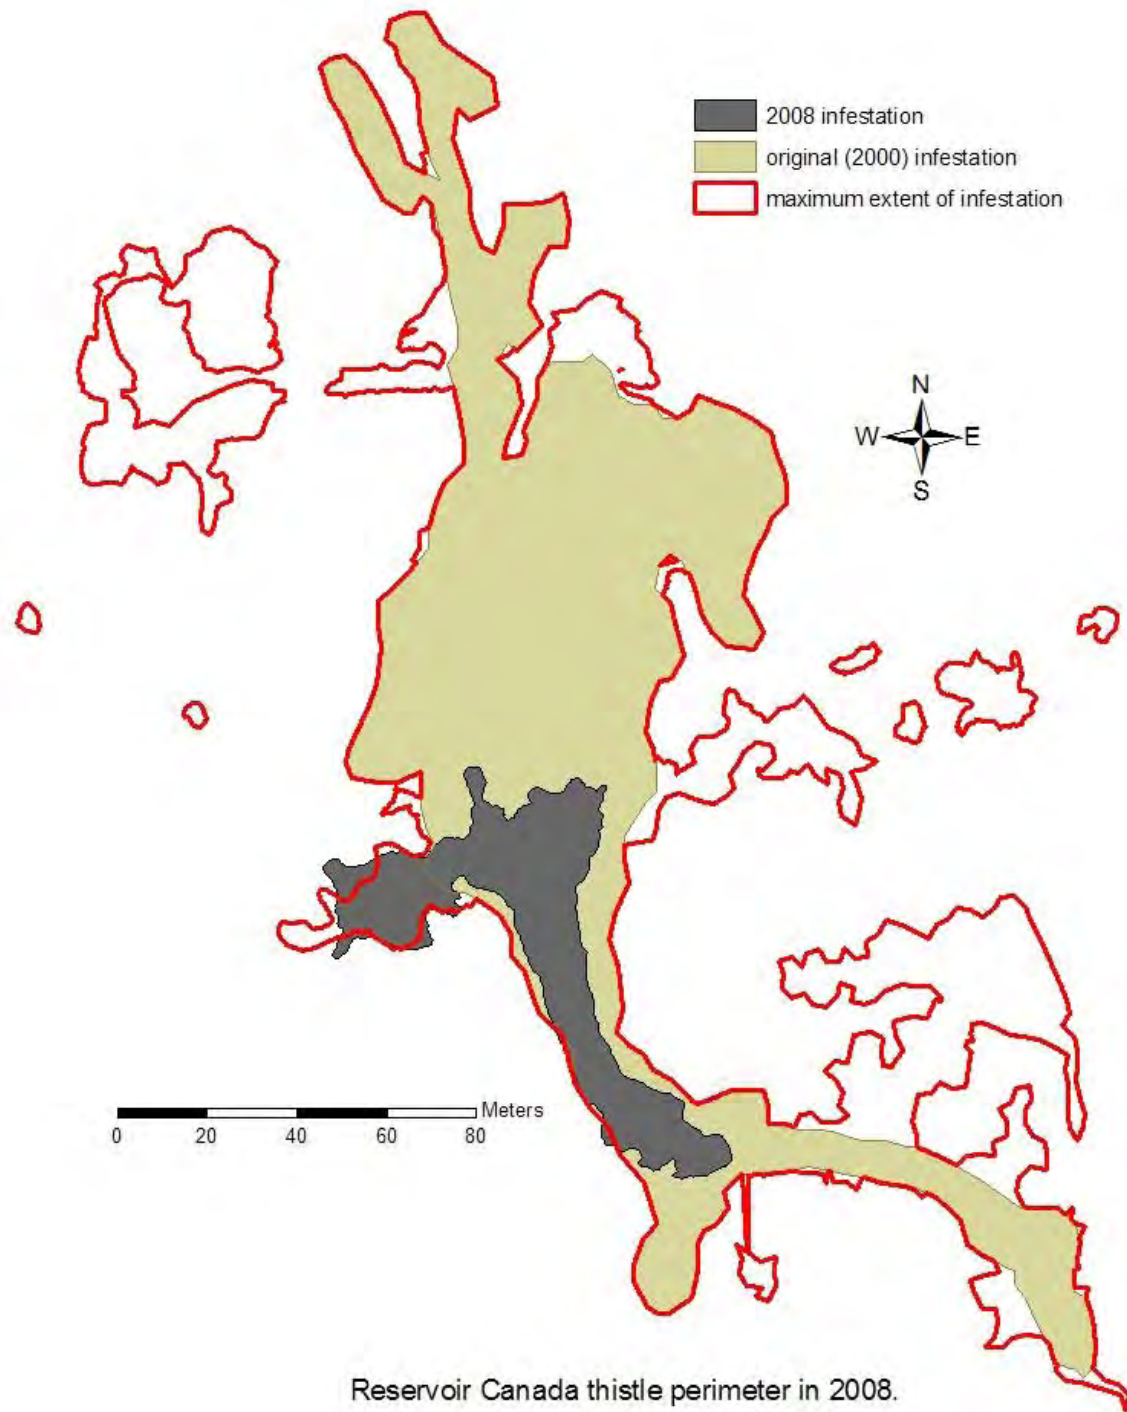 2008 infestation
original (2000) infestation
maximum extent of infestation
N
W E
S
Meters
0 20 40 60 80
Reservoir Canada thistle perimeter in 2008.